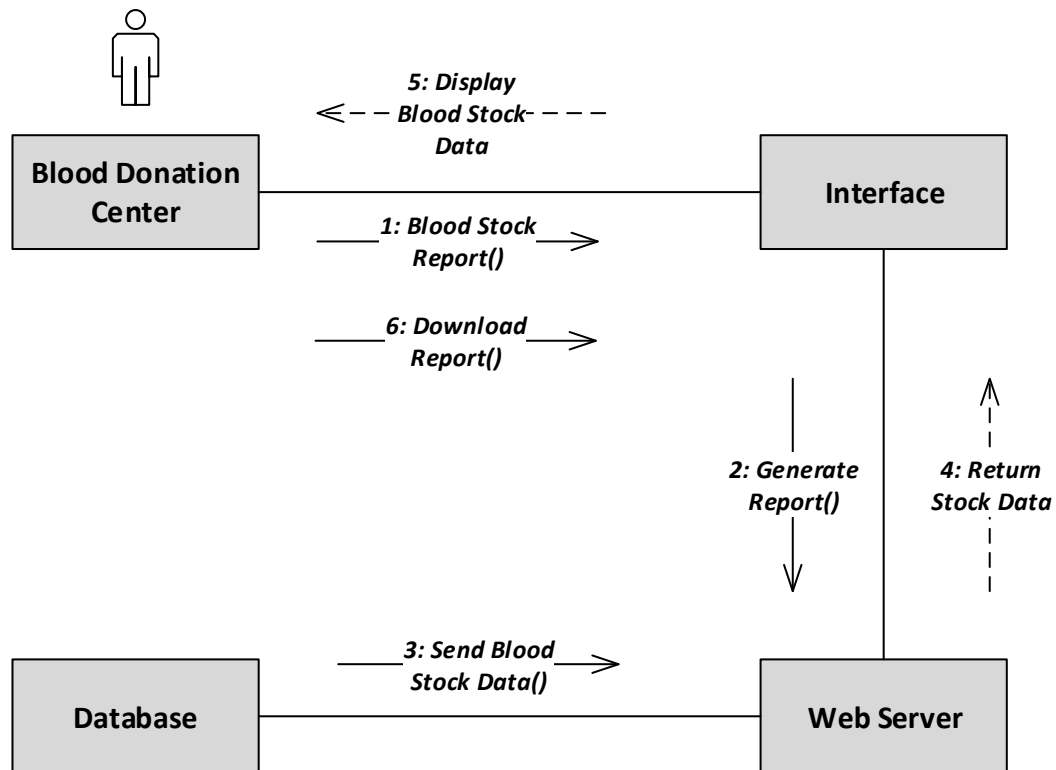 5: Display
Blood Stock
Data
Blood Donation
Center
Interface
1: Blood Stock
Report()
6: Download
Report()
2: Generate
Report()
4: Return
Stock Data
3: Send Blood
Stock Data()
Database
Web Server